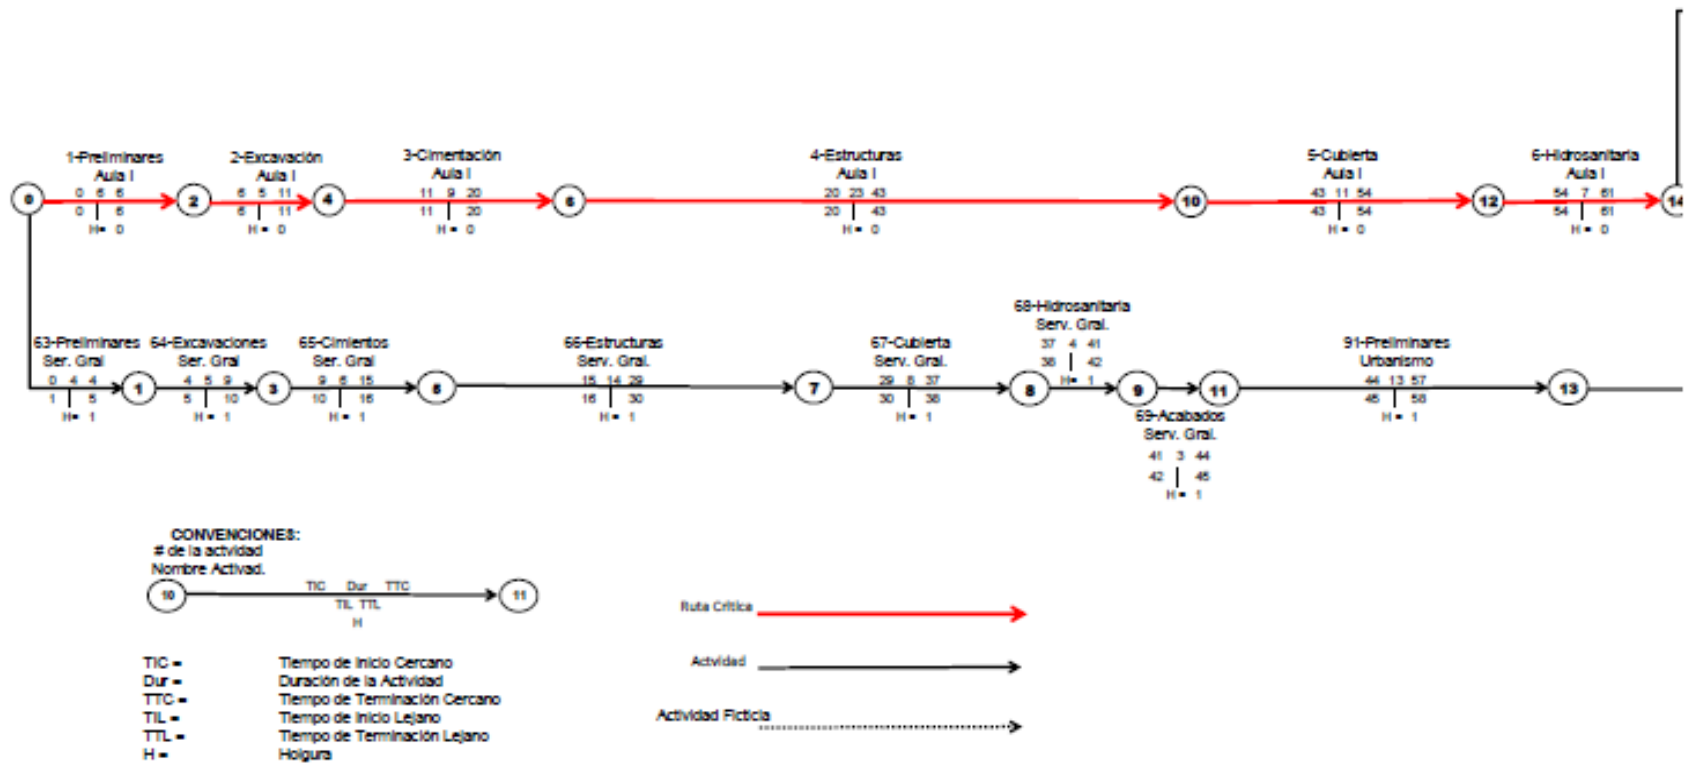 1-Preliminares
Aula I
0 6 6
0 6
H= 0
2-Excavación
Aula I
6 5 11
6 11
H= 0
3-Cimentación
Aula I
11 9 20
11 20
H= 0
4-Estructuras
Aula I
20 23 43
20 43
H= 0
5-Cubierta
Aula I
43 11 54
43 54
H= 0
6-Hidrosanitaria
Aula I
54 7 61
54 61
H= 0
0
2
4
6
10
12
14
63-Preliminares
Ser. Gral
0 4 4
1 5
H= 1
64-Excavaciones
Ser. Gral
4 5 9
5 10
H= 1
65-Cimientos
Ser. Gral
9 6 15
10 16
H= 1
66-Estructuras
Serv. Gral.
15 14 29
16 30
H= 1
67-Cubierta
Serv. Gral.
29 8 37
30 38
H= 1
68-Hidrosanitaria
Serv. Gral.
37 4 41
38 42
H= 1
91-Preliminares
Urbanismo
44 13 57
45 58
H= 1
1
3
5
7
8
9
11
13
69-Acabados
Serv. Gral.
41 3 44
42 45
H= 1
CONVENCIONES:
# de la actvidad
Nombre Activad.
10
TIC Dur TTC
TIL TTL
H
11
Ruta Critica
Actvidad
Actividad Ficticia
TIC = Tiempo de Inicio Cercano
Dur = Duración de la Actividad
TTC = Tiempo de Terminación Cercano
TIL = Tiempo de Inicio Lejano
TTL = Tiempo de Terminación Lejano
H = Holgura